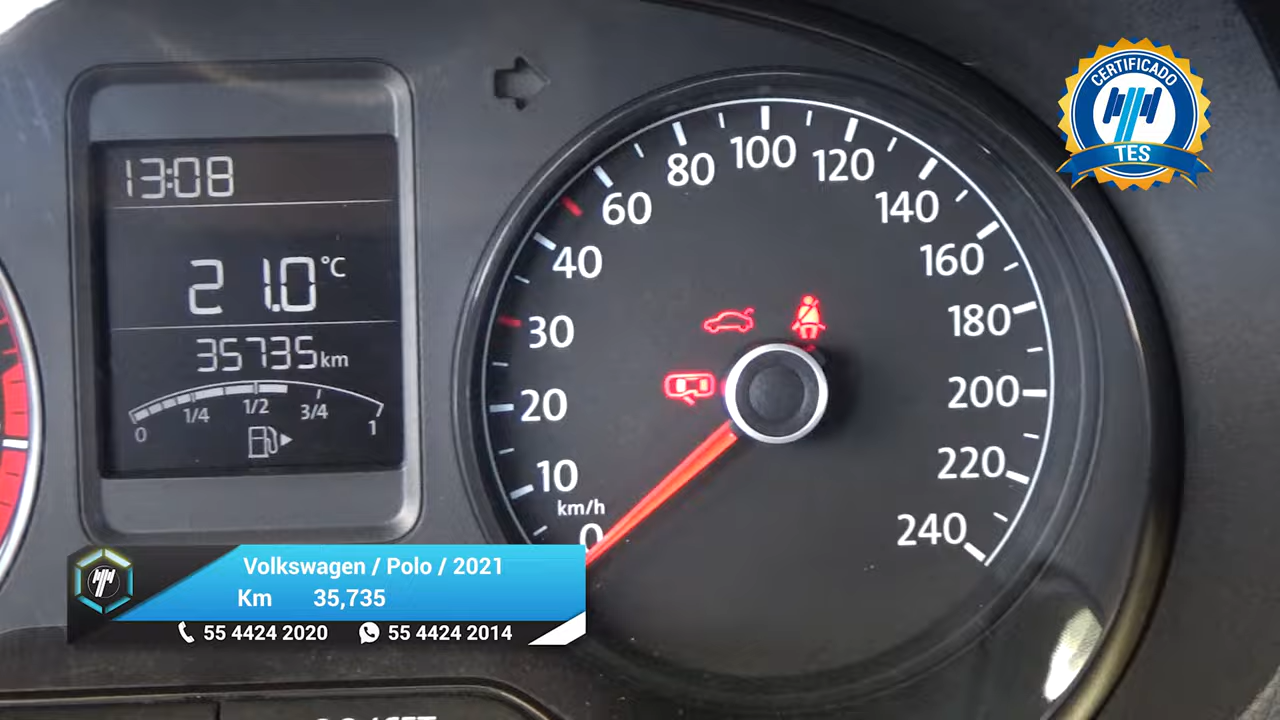 13:08
21.0 °C
35735 km
0 1/4 1/2 3/4 1
0 10 20 30 40 60 80 100 120 140 160 180 200 220 240
km/h
CERTIFICADO
TES
Volkswagen / Polo / 2021
Km 35,735
55 4424 2020 55 4424 2014